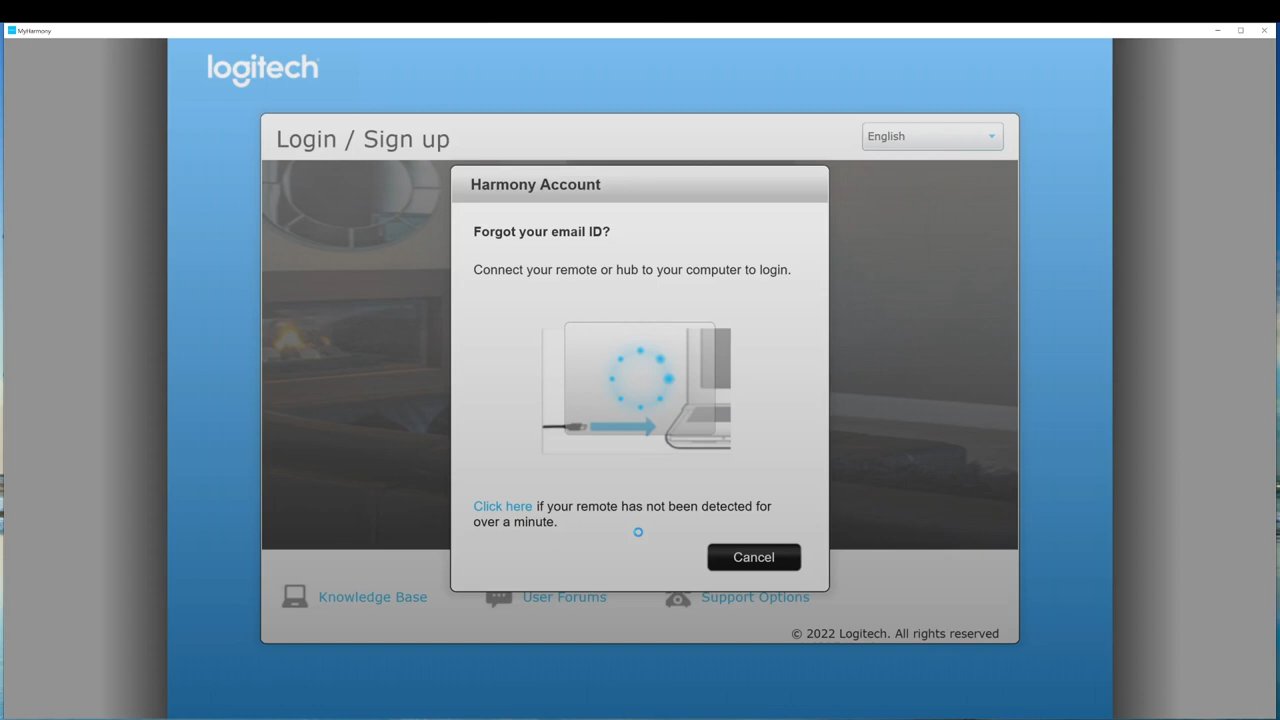 MyHarmony
logitech
Login / Sign up
English
Harmony Account
Forgot your email ID?
Connect your remote or hub to your computer to login.
Click here if your remote has not been detected for
over a minute.
Cancel
Knowledge Base
User Forums
Support Options
© 2022 Logitech. All rights reserved